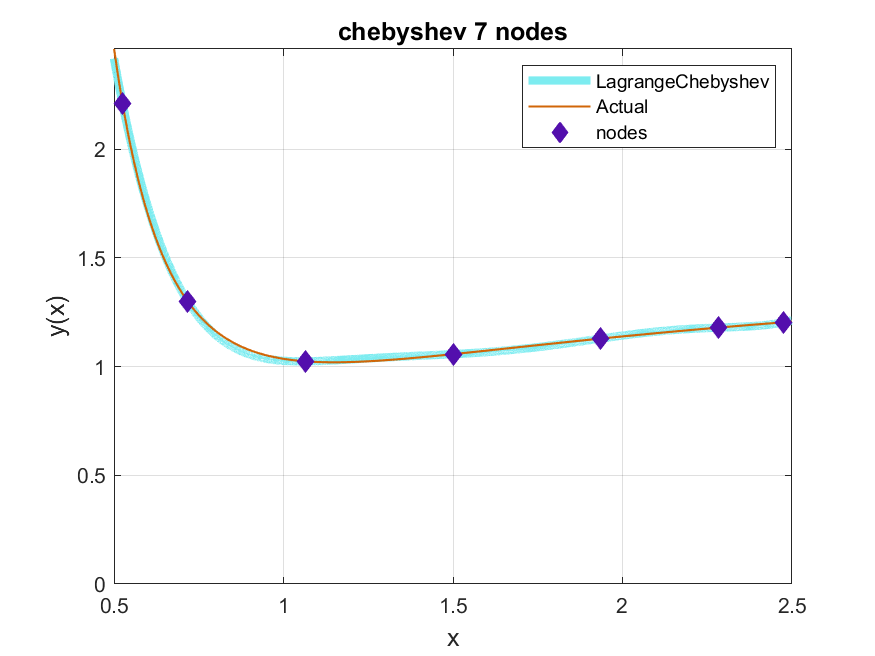 chebyshev 7 nodes
LagrangeChebyshev
Actual
nodes
y(x)
2
1.5
1
0.5
0
0.5 1 1.5 2 2.5
x